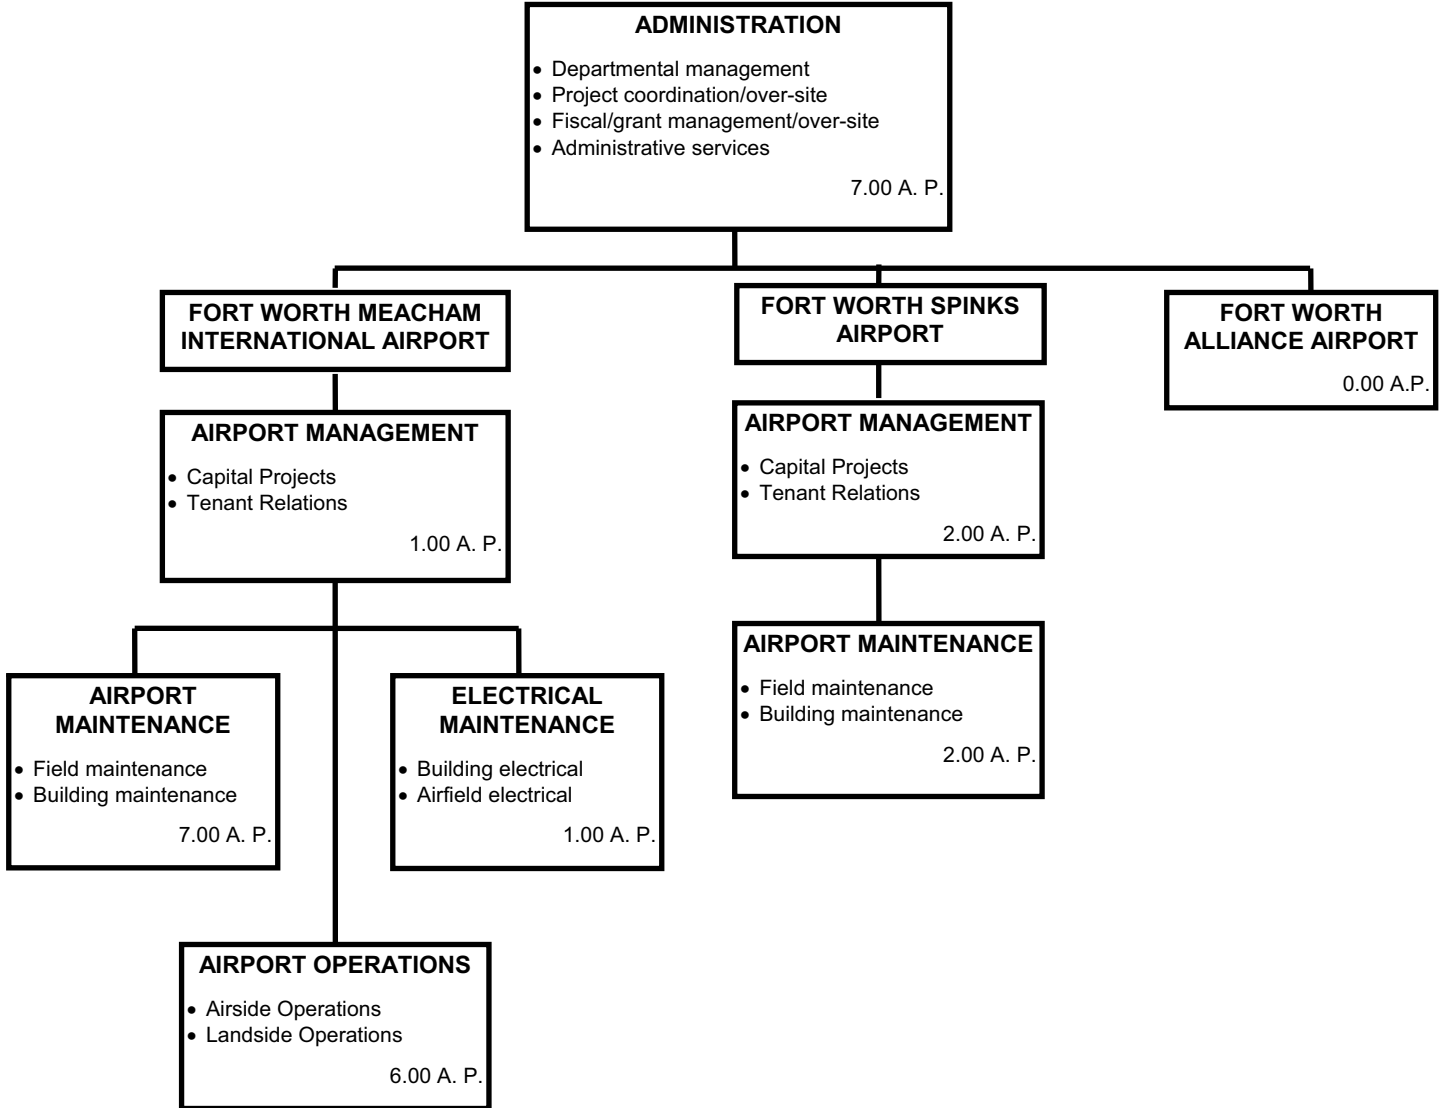 ADMINISTRATION
• Departmental management
• Project coordination/over-site
• Fiscal/grant management/over-site
• Administrative services
7.00 A. P.
FORT WORTH MEACHAM
INTERNATIONAL AIRPORT
FORT WORTH SPINKS
AIRPORT
FORT WORTH
ALLIANCE AIRPORT
0.00 A.P.
AIRPORT MANAGEMENT
• Capital Projects
• Tenant Relations
1.00 A. P.
AIRPORT MANAGEMENT
• Capital Projects
• Tenant Relations
2.00 A. P.
AIRPORT
MAINTENANCE
• Field maintenance
• Building maintenance
7.00 A. P.
ELECTRICAL
MAINTENANCE
• Building electrical
• Airfield electrical
1.00 A. P.
AIRPORT MAINTENANCE
• Field maintenance
• Building maintenance
2.00 A. P.
AIRPORT OPERATIONS
• Airside Operations
• Landside Operations
6.00 A. P.